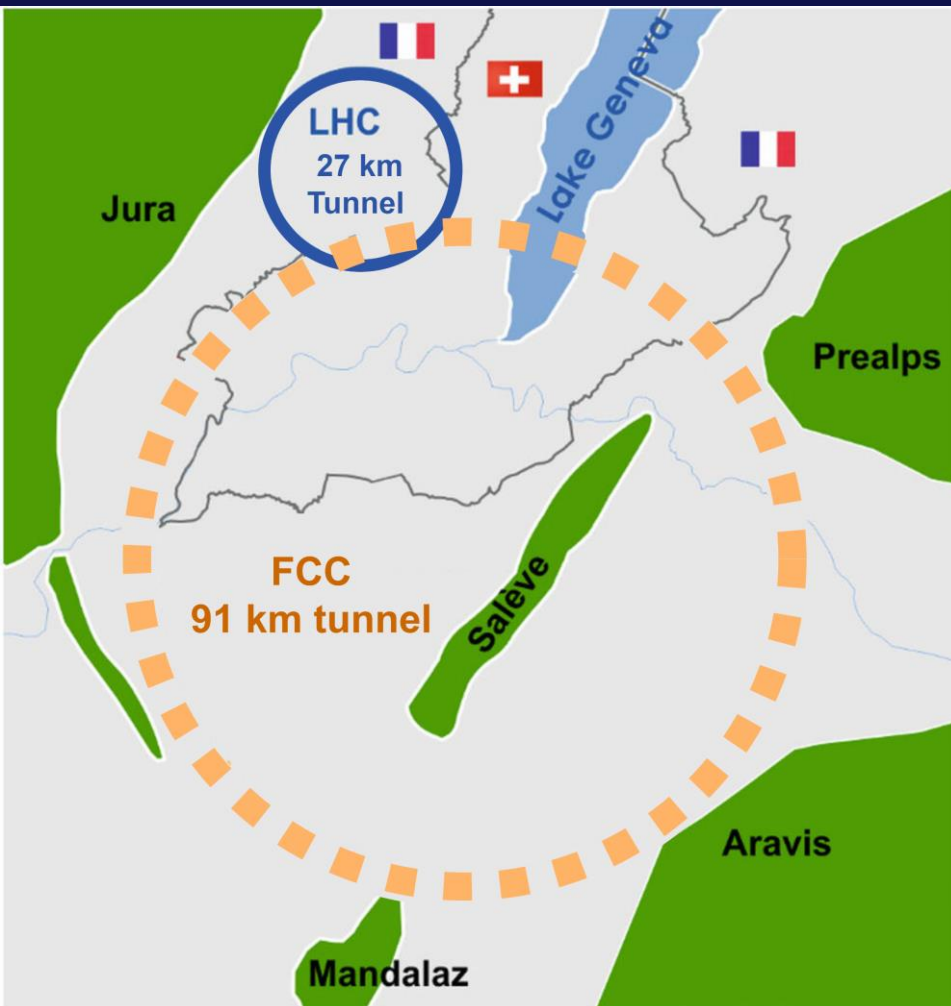 LHC
27 km
Tunnel
Lake Geneva
Jura
Prealps
FCC
91 km tunnel
Salève
Aravis
Mandalaz